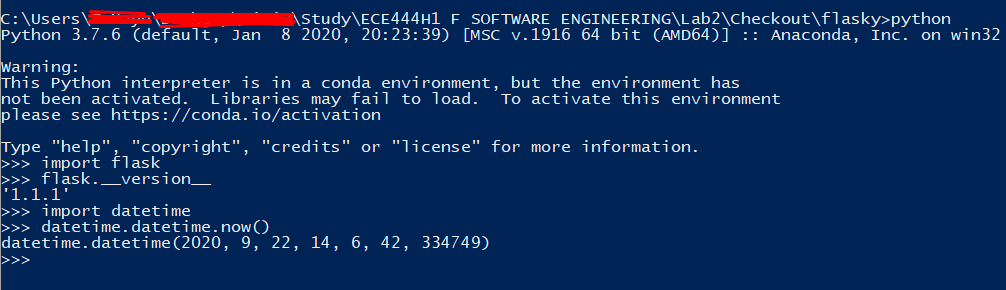 C:\Users\ \Study\ECE444H1 F SOFTWARE ENGINEERING\Lab2\Checkout\flasky>python
Python 3.7.6 (default, Jan  8 2020, 20:23:39) [MSC v.1916 64 bit (AMD64)] :: Anaconda, Inc. on win32
Warning:
This Python interpreter is in a conda environment, but the environment has
not been activated.  Libraries may fail to load.  To activate this environment
please see https://conda.io/activation
Type "help", "copyright", "credits" or "license" for more information.
>>> import flask
>>> flask.__version__
'1.1.1'
>>> import datetime
>>> datetime.datetime.now()
datetime.datetime(2020, 9, 22, 14, 6, 42, 334749)
>>>